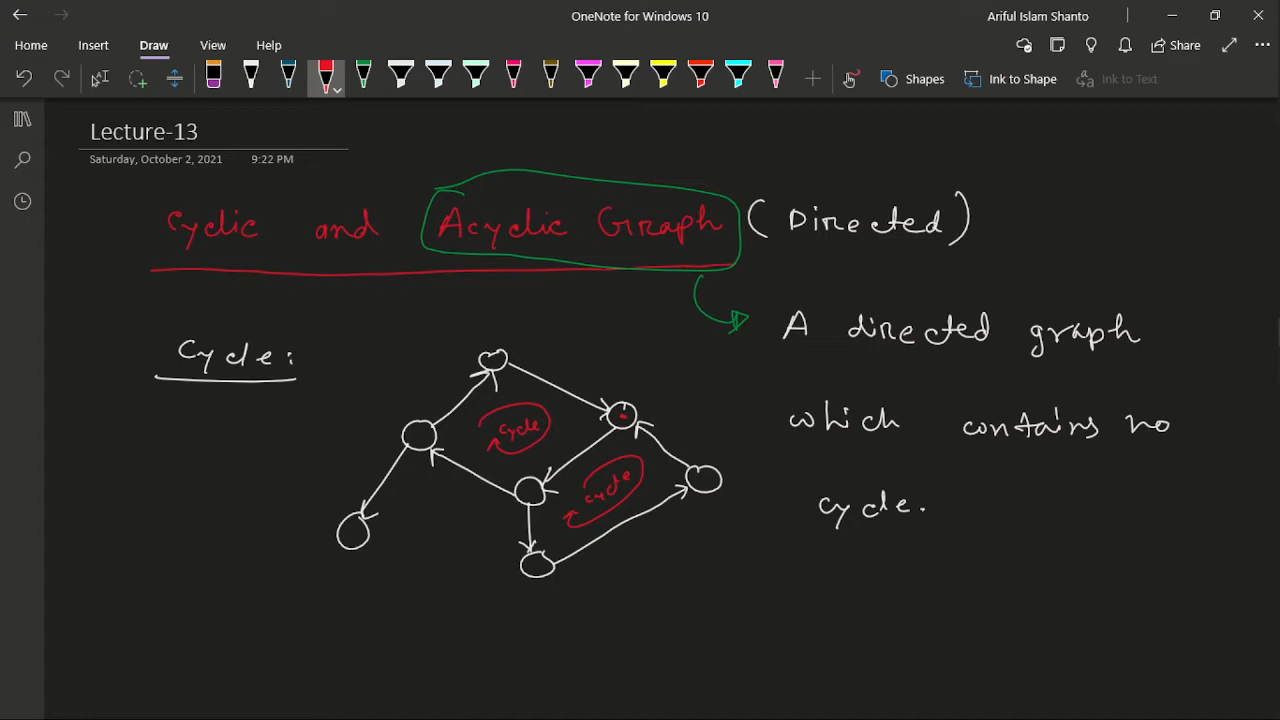 OneNote for Windows 10
Ariful Islam Shanto
Home Insert Draw View Help
Share
Shapes Ink to Shape Ink to Text
Lecture-13
Saturday, October 2, 2021 9:22 PM
Cyclic and Acyclic Graph (Directed)
A directed graph
Cycle:
which contains no
cycle
cycle
cycle.